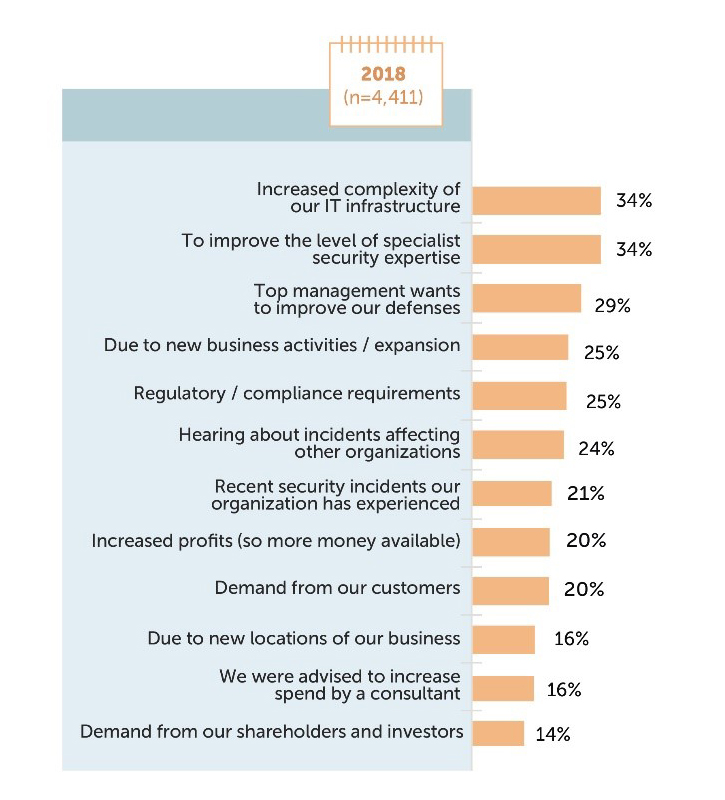 2018
(n=4,411)
Increased complexity of
our IT infrastructure
34%
To improve the level of specialist
security expertise
34%
Top management wants
to improve our defenses
29%
Due to new business activities / expansion
25%
Regulatory / compliance requirements
25%
Hearing about incidents affecting
other organizations
24%
Recent security incidents our
organization has experienced
21%
Increased profits (so more money available)
20%
Demand from our customers
20%
Due to new locations of our business
16%
We were advised to increase
spend by a consultant
16%
Demand from our shareholders and investors
14%